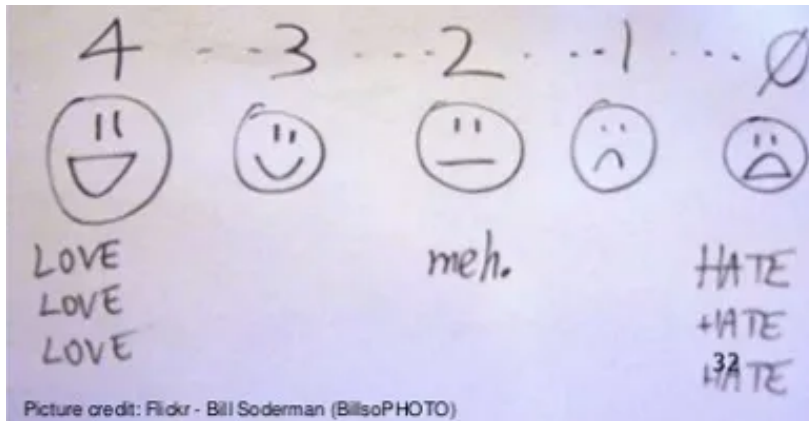 4 ... 3 ... 2 ... 1 ... Ø
LOVE meh. HATE
LOVE HATE
LOVE HATE
32
Picture credit: Flickr - Bill Soderman (BillsoPHOTO)